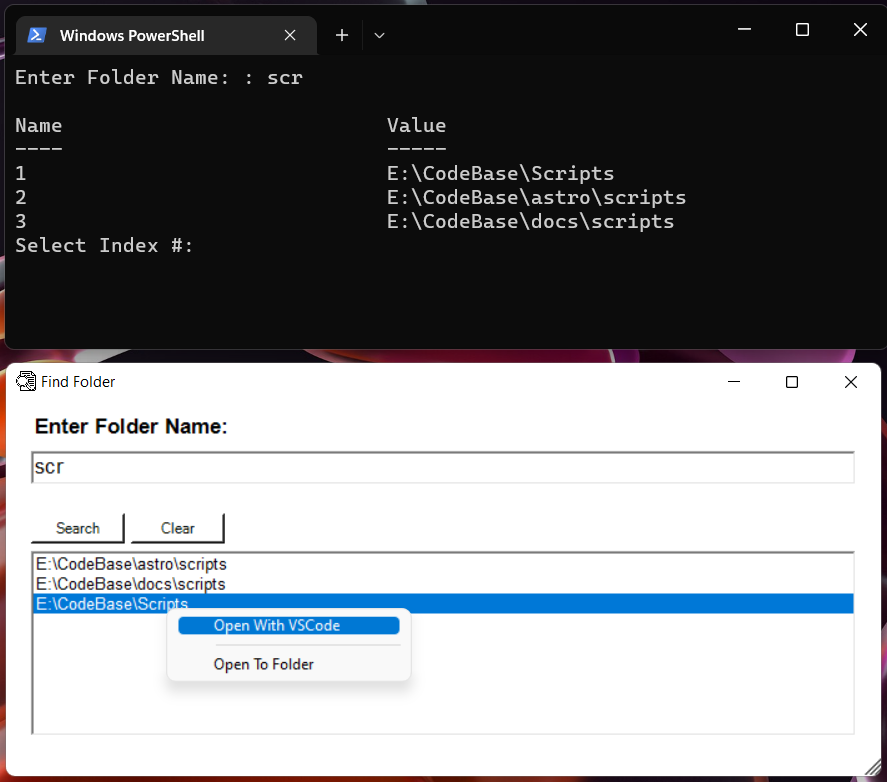 Windows PowerShell
Enter Folder Name: : scr
Name Value
---- -----
1 E:\CodeBase\Scripts
2 E:\CodeBase\astro\scripts
3 E:\CodeBase\docs\scripts
Select Index #:
Find Folder
Enter Folder Name:
scr
Search Clear
E:\CodeBase\astro\scripts
E:\CodeBase\docs\scripts
E:\CodeBase\Scripts
Open With VSCode
Open To Folder